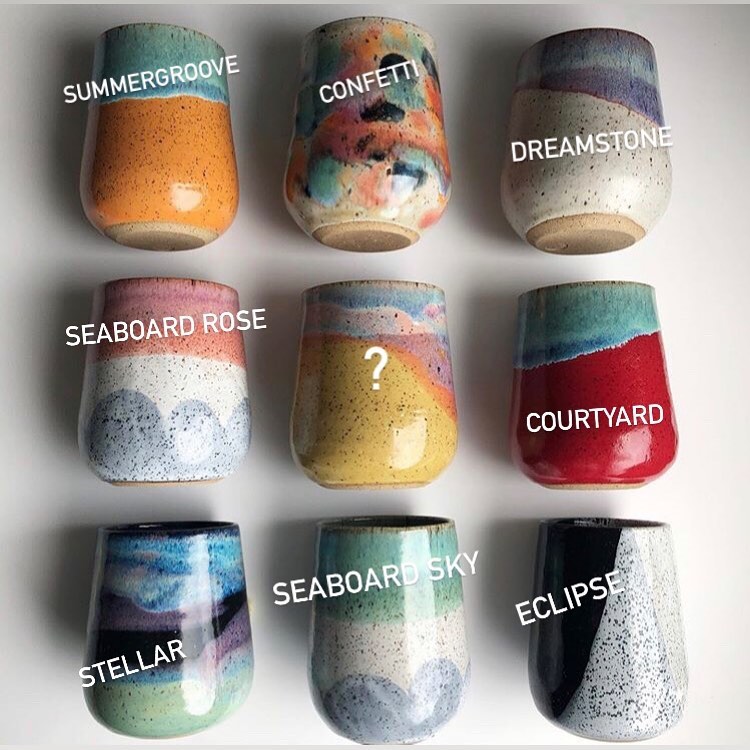 SUMMERGROOVE
CONFETTI
DREAMSTONE
SEABOARD ROSE
?
COURTYARD
STELLAR
SEABOARD SKY
ECLIPSE